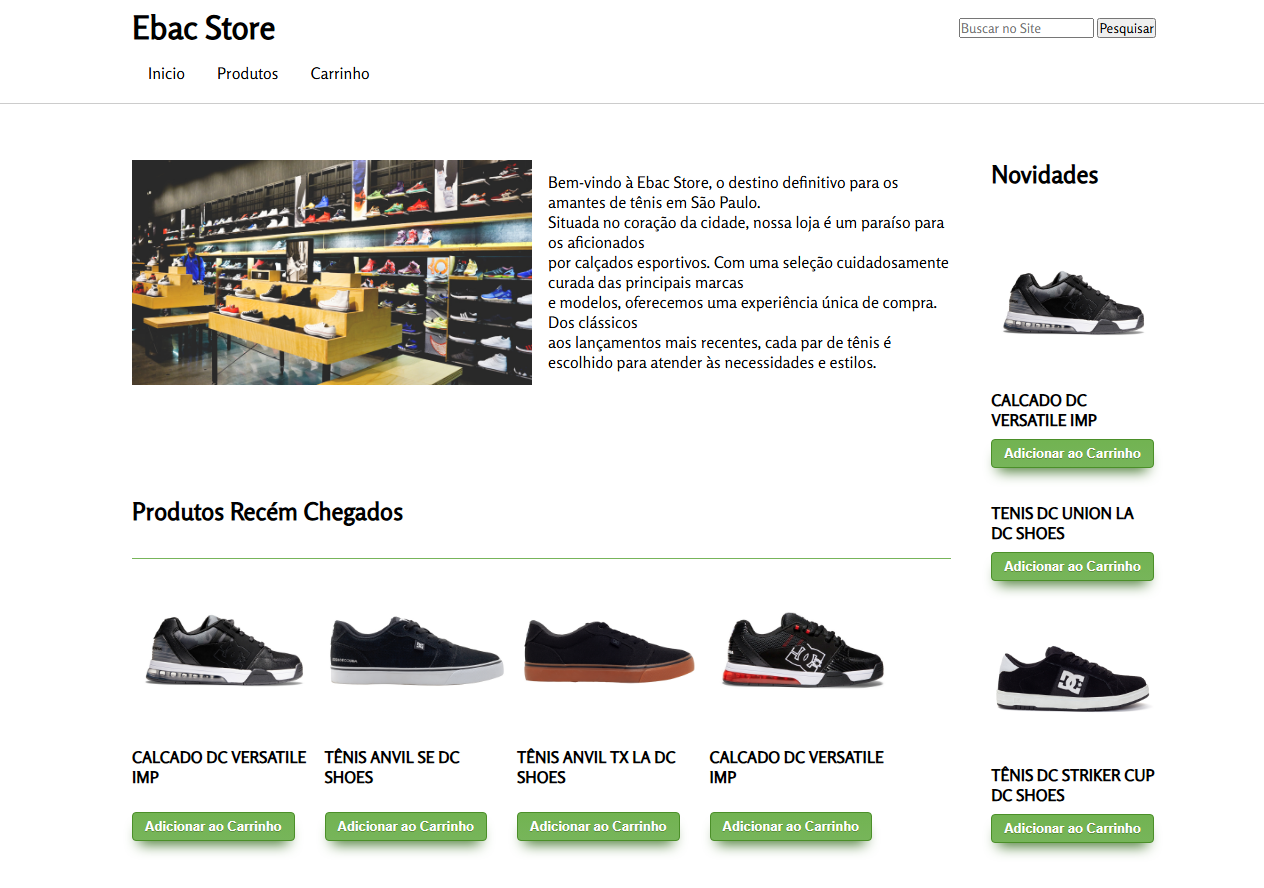 Ebac Store
Buscar no Site
Pesquisar
Inicio
Produtos
Carrinho
Bem-vindo à Ebac Store, o destino definitivo para os
amantes de tênis em São Paulo.
Situada no coração da cidade, nossa loja é um paraíso para
os aficionados
por calçados esportivos. Com uma seleção cuidadosamente
curada das principais marcas
e modelos, oferecemos uma experiência única de compra.
Dos clássicos
aos lançamentos mais recentes, cada par de tênis é
escolhido para atender às necessidades e estilos.
Produtos Recém Chegados
CALCADO DC VERSATILE
IMP
Adicionar ao Carrinho
TÊNIS ANVIL SE DC
SHOES
Adicionar ao Carrinho
TÊNIS ANVIL TX LA DC
SHOES
Adicionar ao Carrinho
CALCADO DC VERSATILE
IMP
Adicionar ao Carrinho
Novidades
CALCADO DC
VERSATILE IMP
Adicionar ao Carrinho
TENIS DC UNION LA
DC SHOES
Adicionar ao Carrinho
TÊNIS DC STRIKER CUP
DC SHOES
Adicionar ao Carrinho